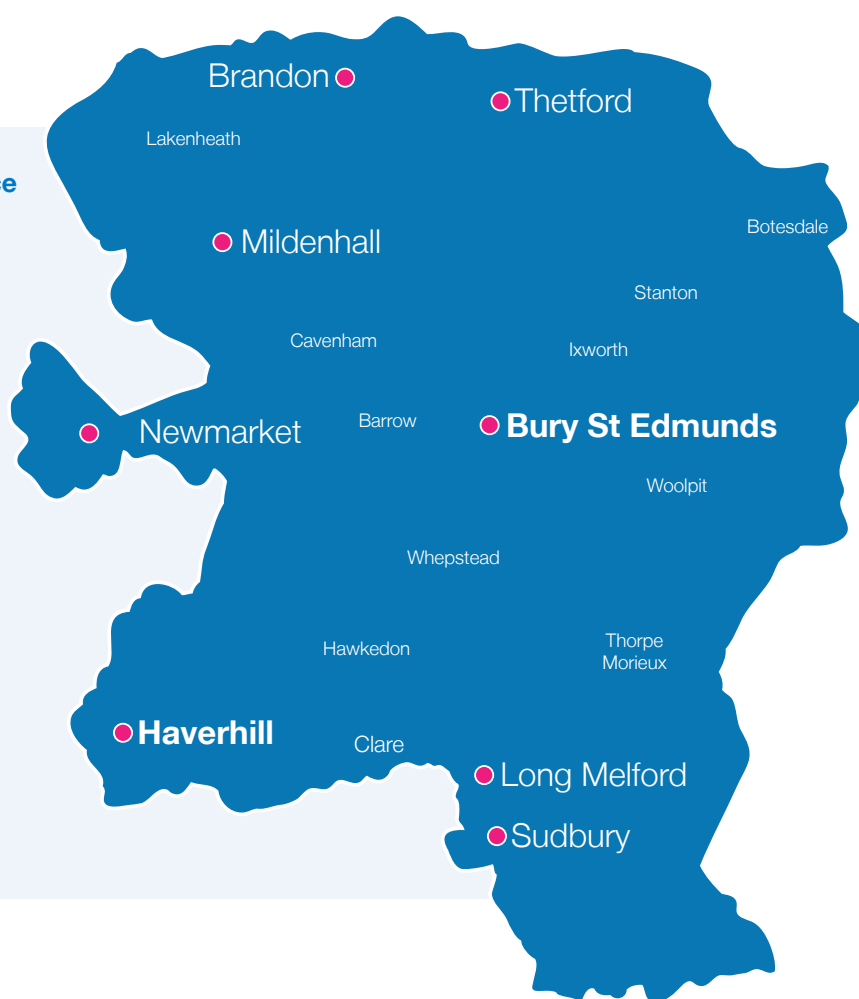 Brandon
Thetford
Lakenheath
Botesdale
Mildenhall
Stanton
Cavenham
Ixworth
Newmarket
Barrow
Bury St Edmunds
Woolpit
Whepstead
Thorpe
Morieux
Hawkedon
Haverhill
Clare
Long Melford
Sudbury